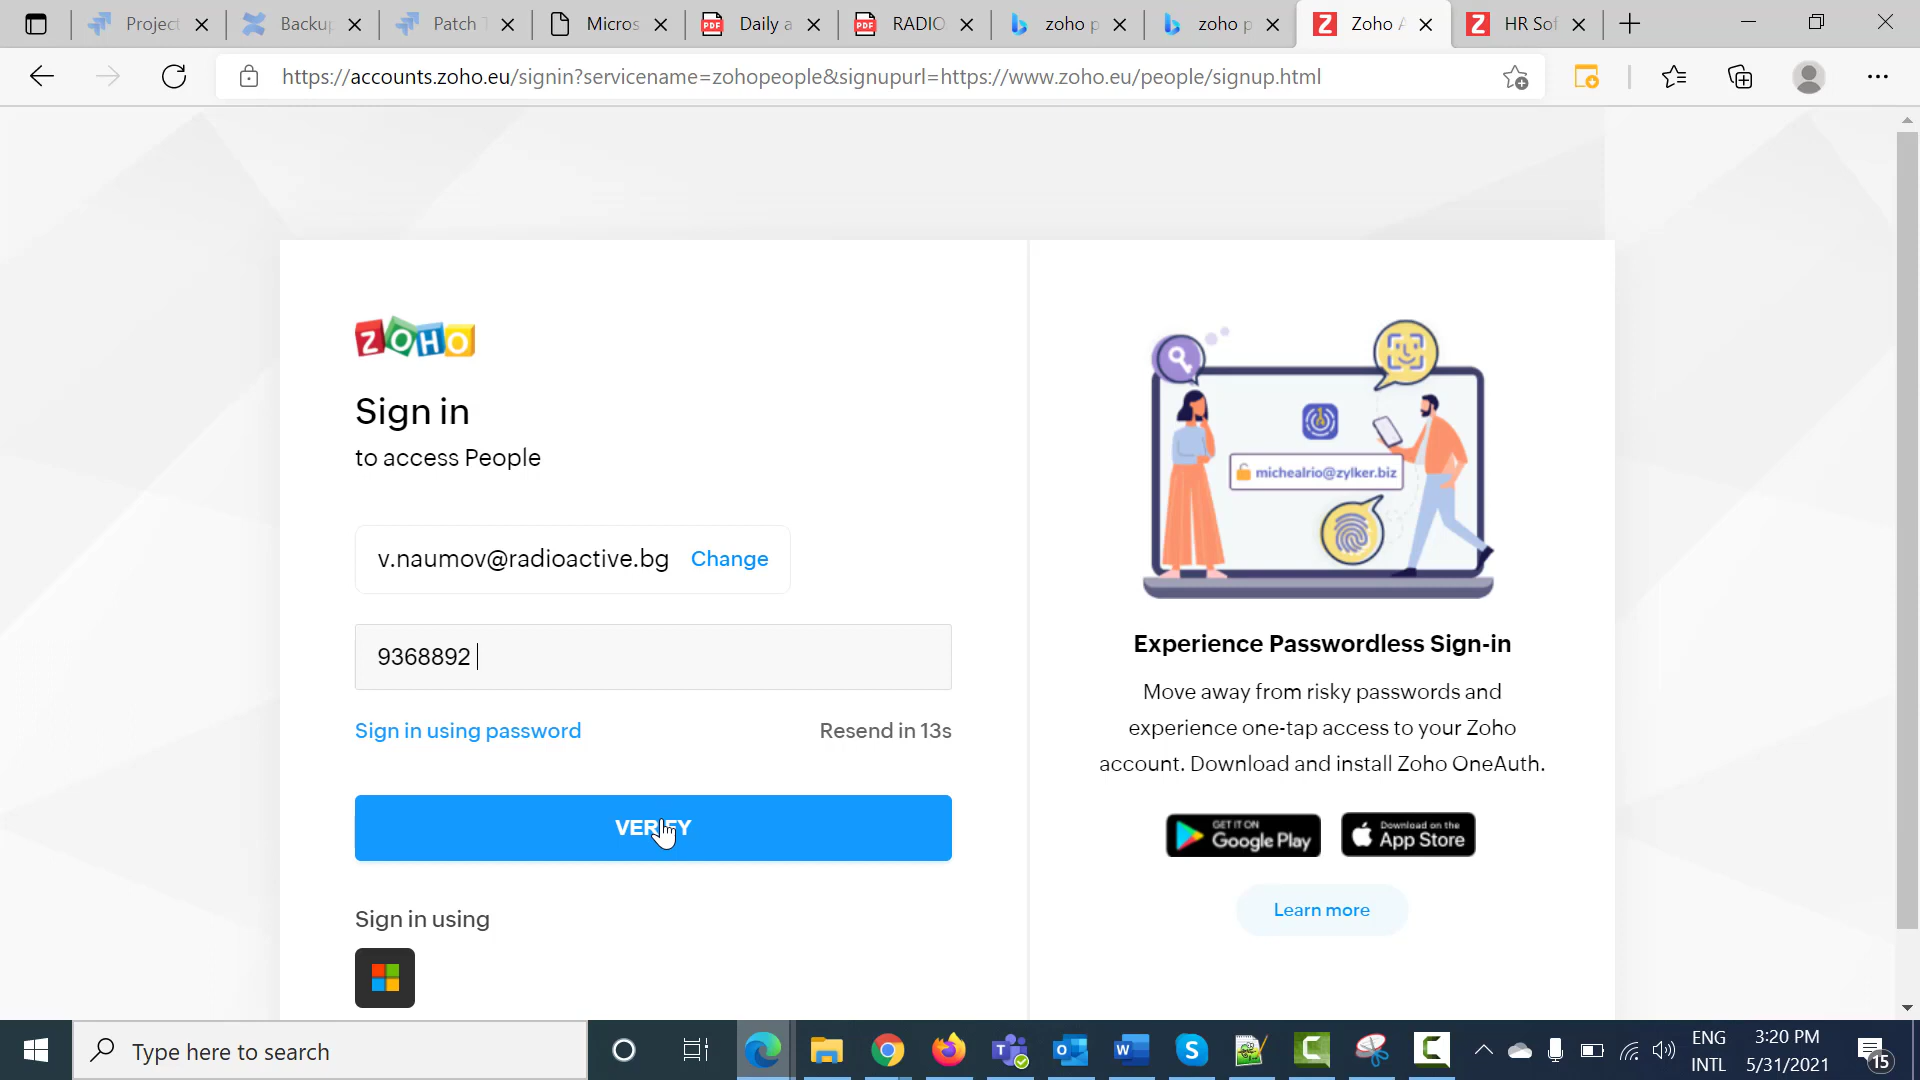 Project
Backup
Patch T
Micros
Daily a
RADIO
zoho p
zoho p
Zoho A
HR Sof
https://accounts.zoho.eu/signin?servicename=zohopeople&signupurl=https://www.zoho.eu/people/signup.html
ZOHO
Sign in
to access People
v.naumov@radioactive.bg Change
9368892
Sign in using password
Resend in 13s
VERIFY
Sign in using
michealrio@zylker.biz
Experience Passwordless Sign-in
Move away from risky passwords and
experience one-tap access to your Zoho
account. Download and install Zoho OneAuth.
GET IT ON
Google Play
Download on the
App Store
Learn more
Type here to search
ENG
INTL
3:20 PM
5/31/2021
15